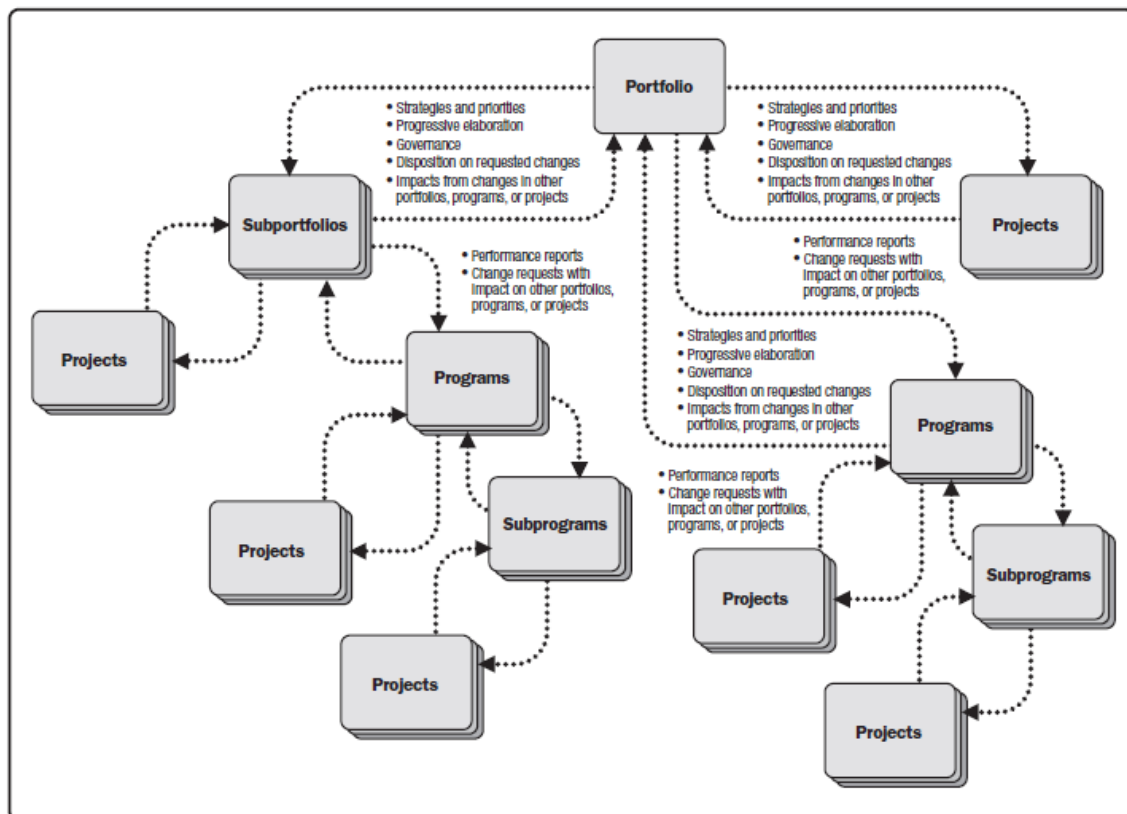 Portfolio
• Strategies and priorities
• Progressive elaboration
• Governance
• Disposition on requested changes
• Impacts from changes in other
portfolios, programs, or projects
• Strategies and priorities
• Progressive elaboration
• Governance
• Disposition on requested changes
• Impacts from changes in other
portfolios, programs, or projects
Subportfolios
Projects
• Performance reports
• Change requests with
Impact on other portfolios,
programs, or projects
• Performance reports
• Change requests with
Impact on other portfolios,
programs, or projects
Projects
Programs
• Strategies and priorities
• Progressive elaboration
• Governance
• Disposition on requested changes
• Impacts from changes in other
portfolios, programs, or projects
Programs
• Performance reports
• Change requests with
Impact on other portfolios,
programs, or projects
Projects
Subprograms
Projects
Subprograms
Projects
Projects